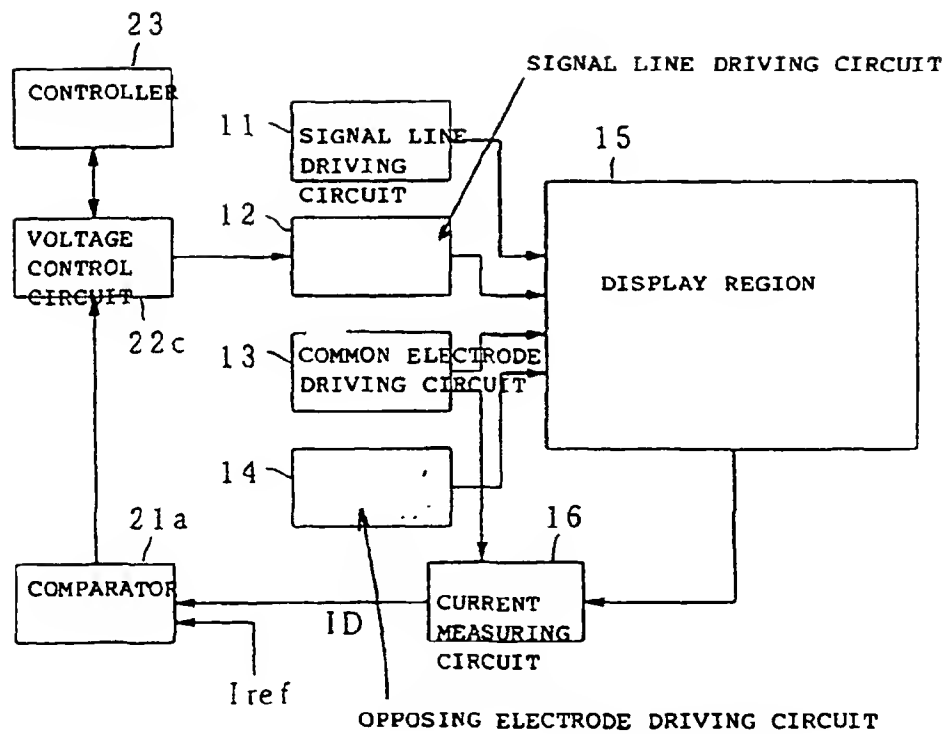 23
CONTROLLER
SIGNAL LINE DRIVING CIRCUIT
11
SIGNAL LINE
DRIVING
CIRCUIT
15
12
VOLTAGE
CONTROL
CIRCUIT
22c
DISPLAY REGION
13
COMMON ELECTRODE
DRIVING CIRCUIT
14
21a
COMPARATOR
16
CURRENT
MEASURING
CIRCUIT
ID
Iref
OPPOSING ELECTRODE DRIVING CIRCUIT